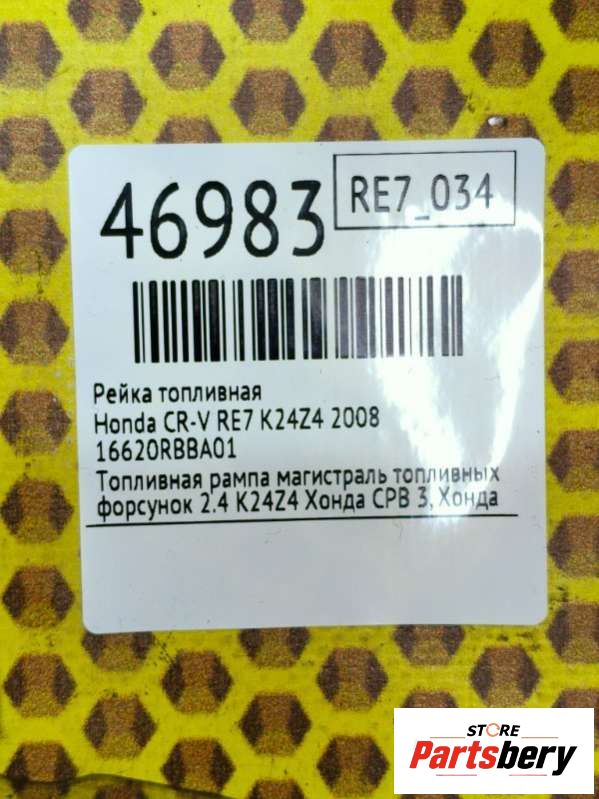 46983
RE7_034
Рейка топливная
Honda CR-V RE7 K24Z4 2008
16620RBBA01
Топливная рампа магистраль топливных
форсунок 2.4 K24Z4 Хонда СРВ 3, Хонда
STORE
Partsbery